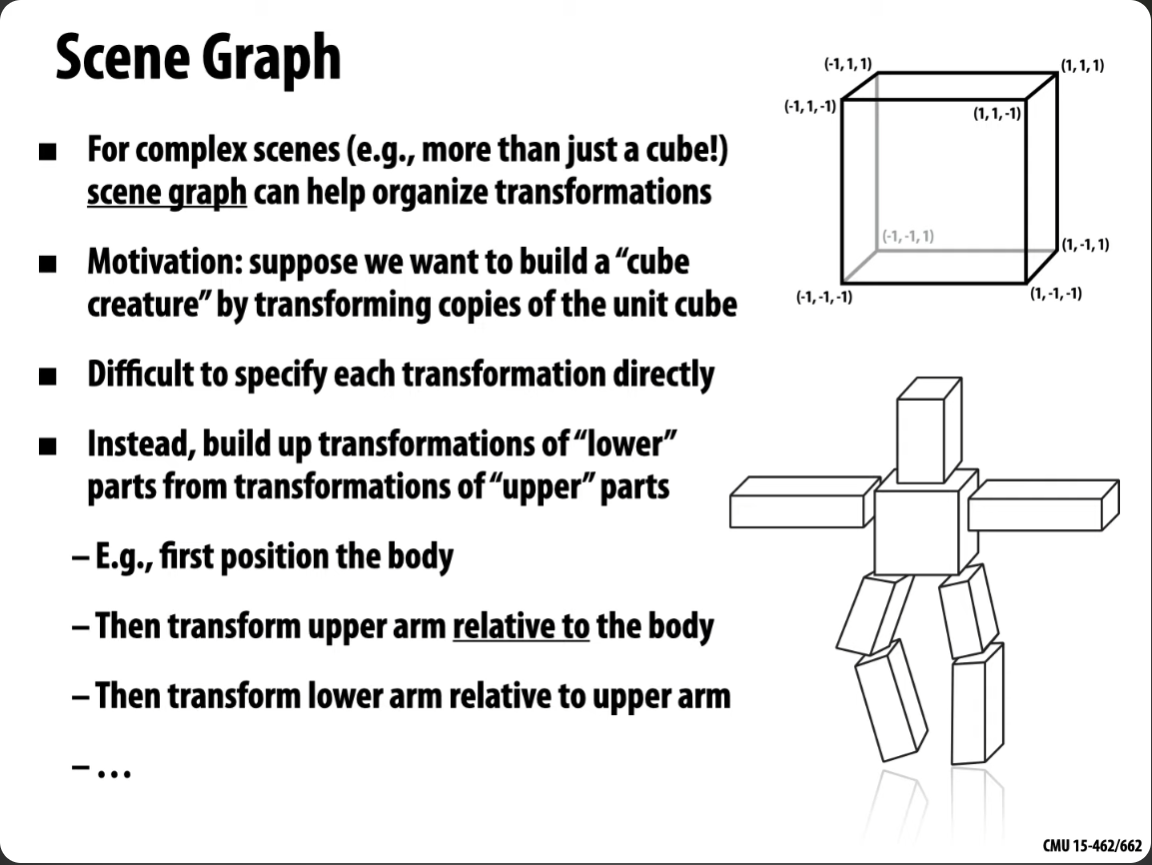 Scene Graph
■ For complex scenes (e.g., more than just a cube!)
scene graph can help organize transformations
■ Motivation: suppose we want to build a “cube
creature” by transforming copies of the unit cube
■ Difficult to specify each transformation directly
■ Instead, build up transformations of “lower”
parts from transformations of “upper” parts
– E.g., first position the body
– Then transform upper arm relative to the body
– Then transform lower arm relative to upper arm
– . . .
(-1, 1, 1)
(1, 1, 1)
(-1, 1, -1)
(1, 1, -1)
(-1, -1, 1)
(1, -1, 1)
(-1, -1, -1)
(1, -1, -1)
CMU 15-462/662